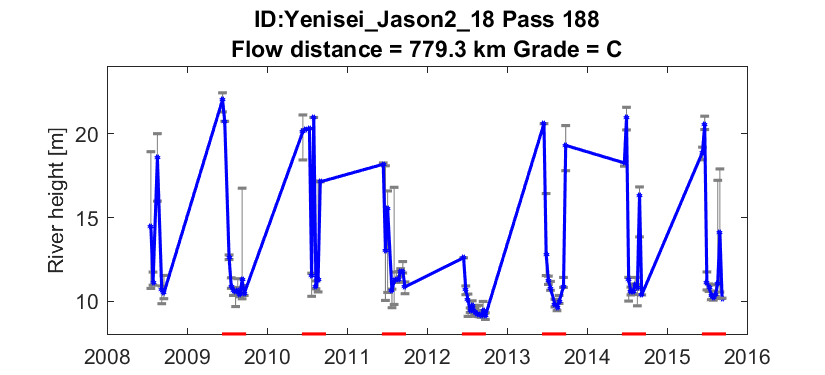 ID:Yenisei_Jason2_18 Pass 188
Flow distance = 779.3 km Grade = C
River height [m]
20
15
10
2008 2009 2010 2011 2012 2013 2014 2015 2016